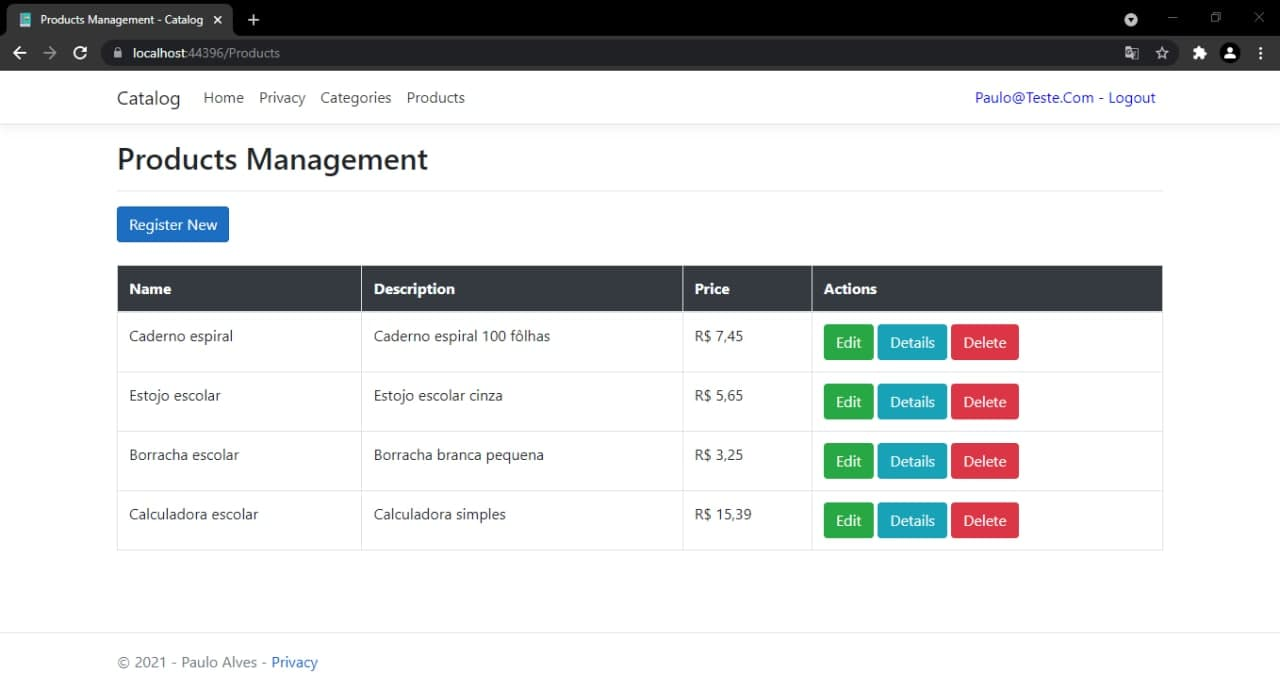 Products Management - Catalog
localhost:44396/Products
Catalog Home Privacy Categories Products Paulo@Teste.Com - Logout
Products Management
Register New
Name Description Price Actions
Caderno espiral Caderno espiral 100 fôlhas R$ 7,45 Edit Details Delete
Estojo escolar Estojo escolar cinza R$ 5,65 Edit Details Delete
Borracha escolar Borracha branca pequena R$ 3,25 Edit Details Delete
Calculadora escolar Calculadora simples R$ 15,39 Edit Details Delete
© 2021 - Paulo Alves - Privacy